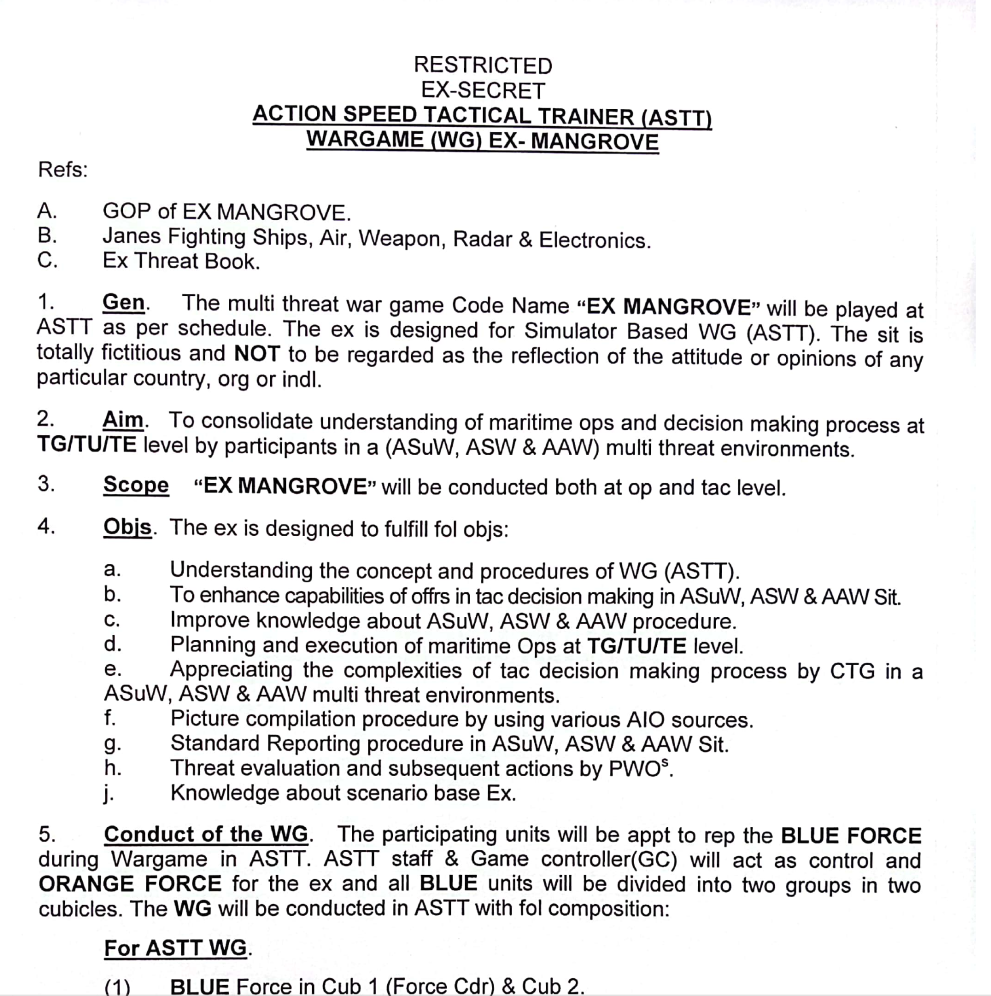 RESTRICTED
EX-SECRET
ACTION SPEED TACTICAL TRAINER (ASTT)
WARGAME (WG) EX- MANGROVE
Refs:
A. GOP of EX MANGROVE.
B. Janes Fighting Ships, Air, Weapon, Radar & Electronics.
C. Ex Threat Book.
1. Gen. The multi threat war game Code Name “EX MANGROVE” will be played at
ASTT as per schedule. The ex is designed for Simulator Based WG (ASTT). The sit is
totally fictitious and NOT to be regarded as the reflection of the attitude or opinions of any
particular country, org or indl.
2. Aim. To consolidate understanding of maritime ops and decision making process at
TG/TU/TE level by participants in a (ASuW, ASW & AAW) multi threat environments.
3. Scope “EX MANGROVE” will be conducted both at op and tac level.
4. Objs. The ex is designed to fulfill fol objs:
a. Understanding the concept and procedures of WG (ASTT).
b. To enhance capabilities of offrs in tac decision making in ASuW, ASW & AAW Sit.
c. Improve knowledge about ASuW, ASW & AAW procedure.
d. Planning and execution of maritime Ops at TG/TU/TE level.
e. Appreciating the complexities of tac decision making process by CTG in a
ASuW, ASW & AAW multi threat environments.
f. Picture compilation procedure by using various AIO sources.
g. Standard Reporting procedure in ASuW, ASW & AAW Sit.
h. Threat evaluation and subsequent actions by PWOˢ.
j. Knowledge about scenario base Ex.
5. Conduct of the WG. The participating units will be appt to rep the BLUE FORCE
during Wargame in ASTT. ASTT staff & Game controller(GC) will act as control and
ORANGE FORCE for the ex and all BLUE units will be divided into two groups in two
cubicles. The WG will be conducted in ASTT with fol composition:
For ASTT WG.
(1) BLUE Force in Cub 1 (Force Cdr) & Cub 2.